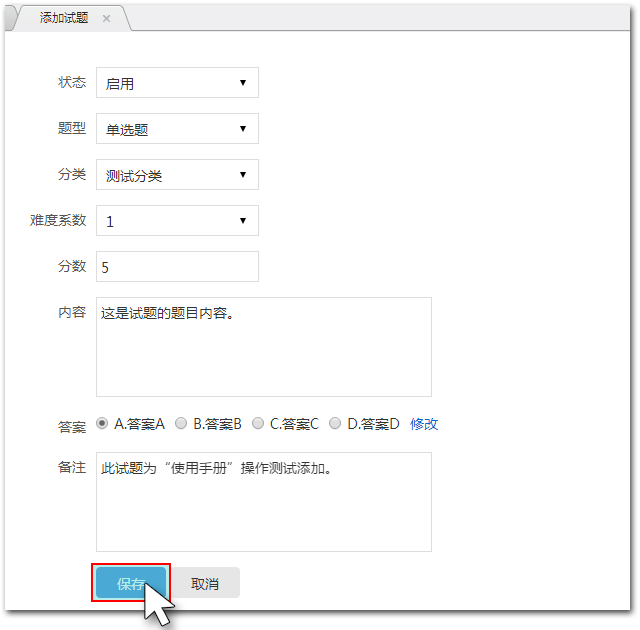 添加试题
状态 启用
题型 单选题
分类 测试分类
难度系数 1
分数 5
内容 这是试题的题目内容。
答案 A.答案A B.答案B C.答案C D.答案D 修改
备注 此试题为“使用手册”操作测试添加。
保存 取消